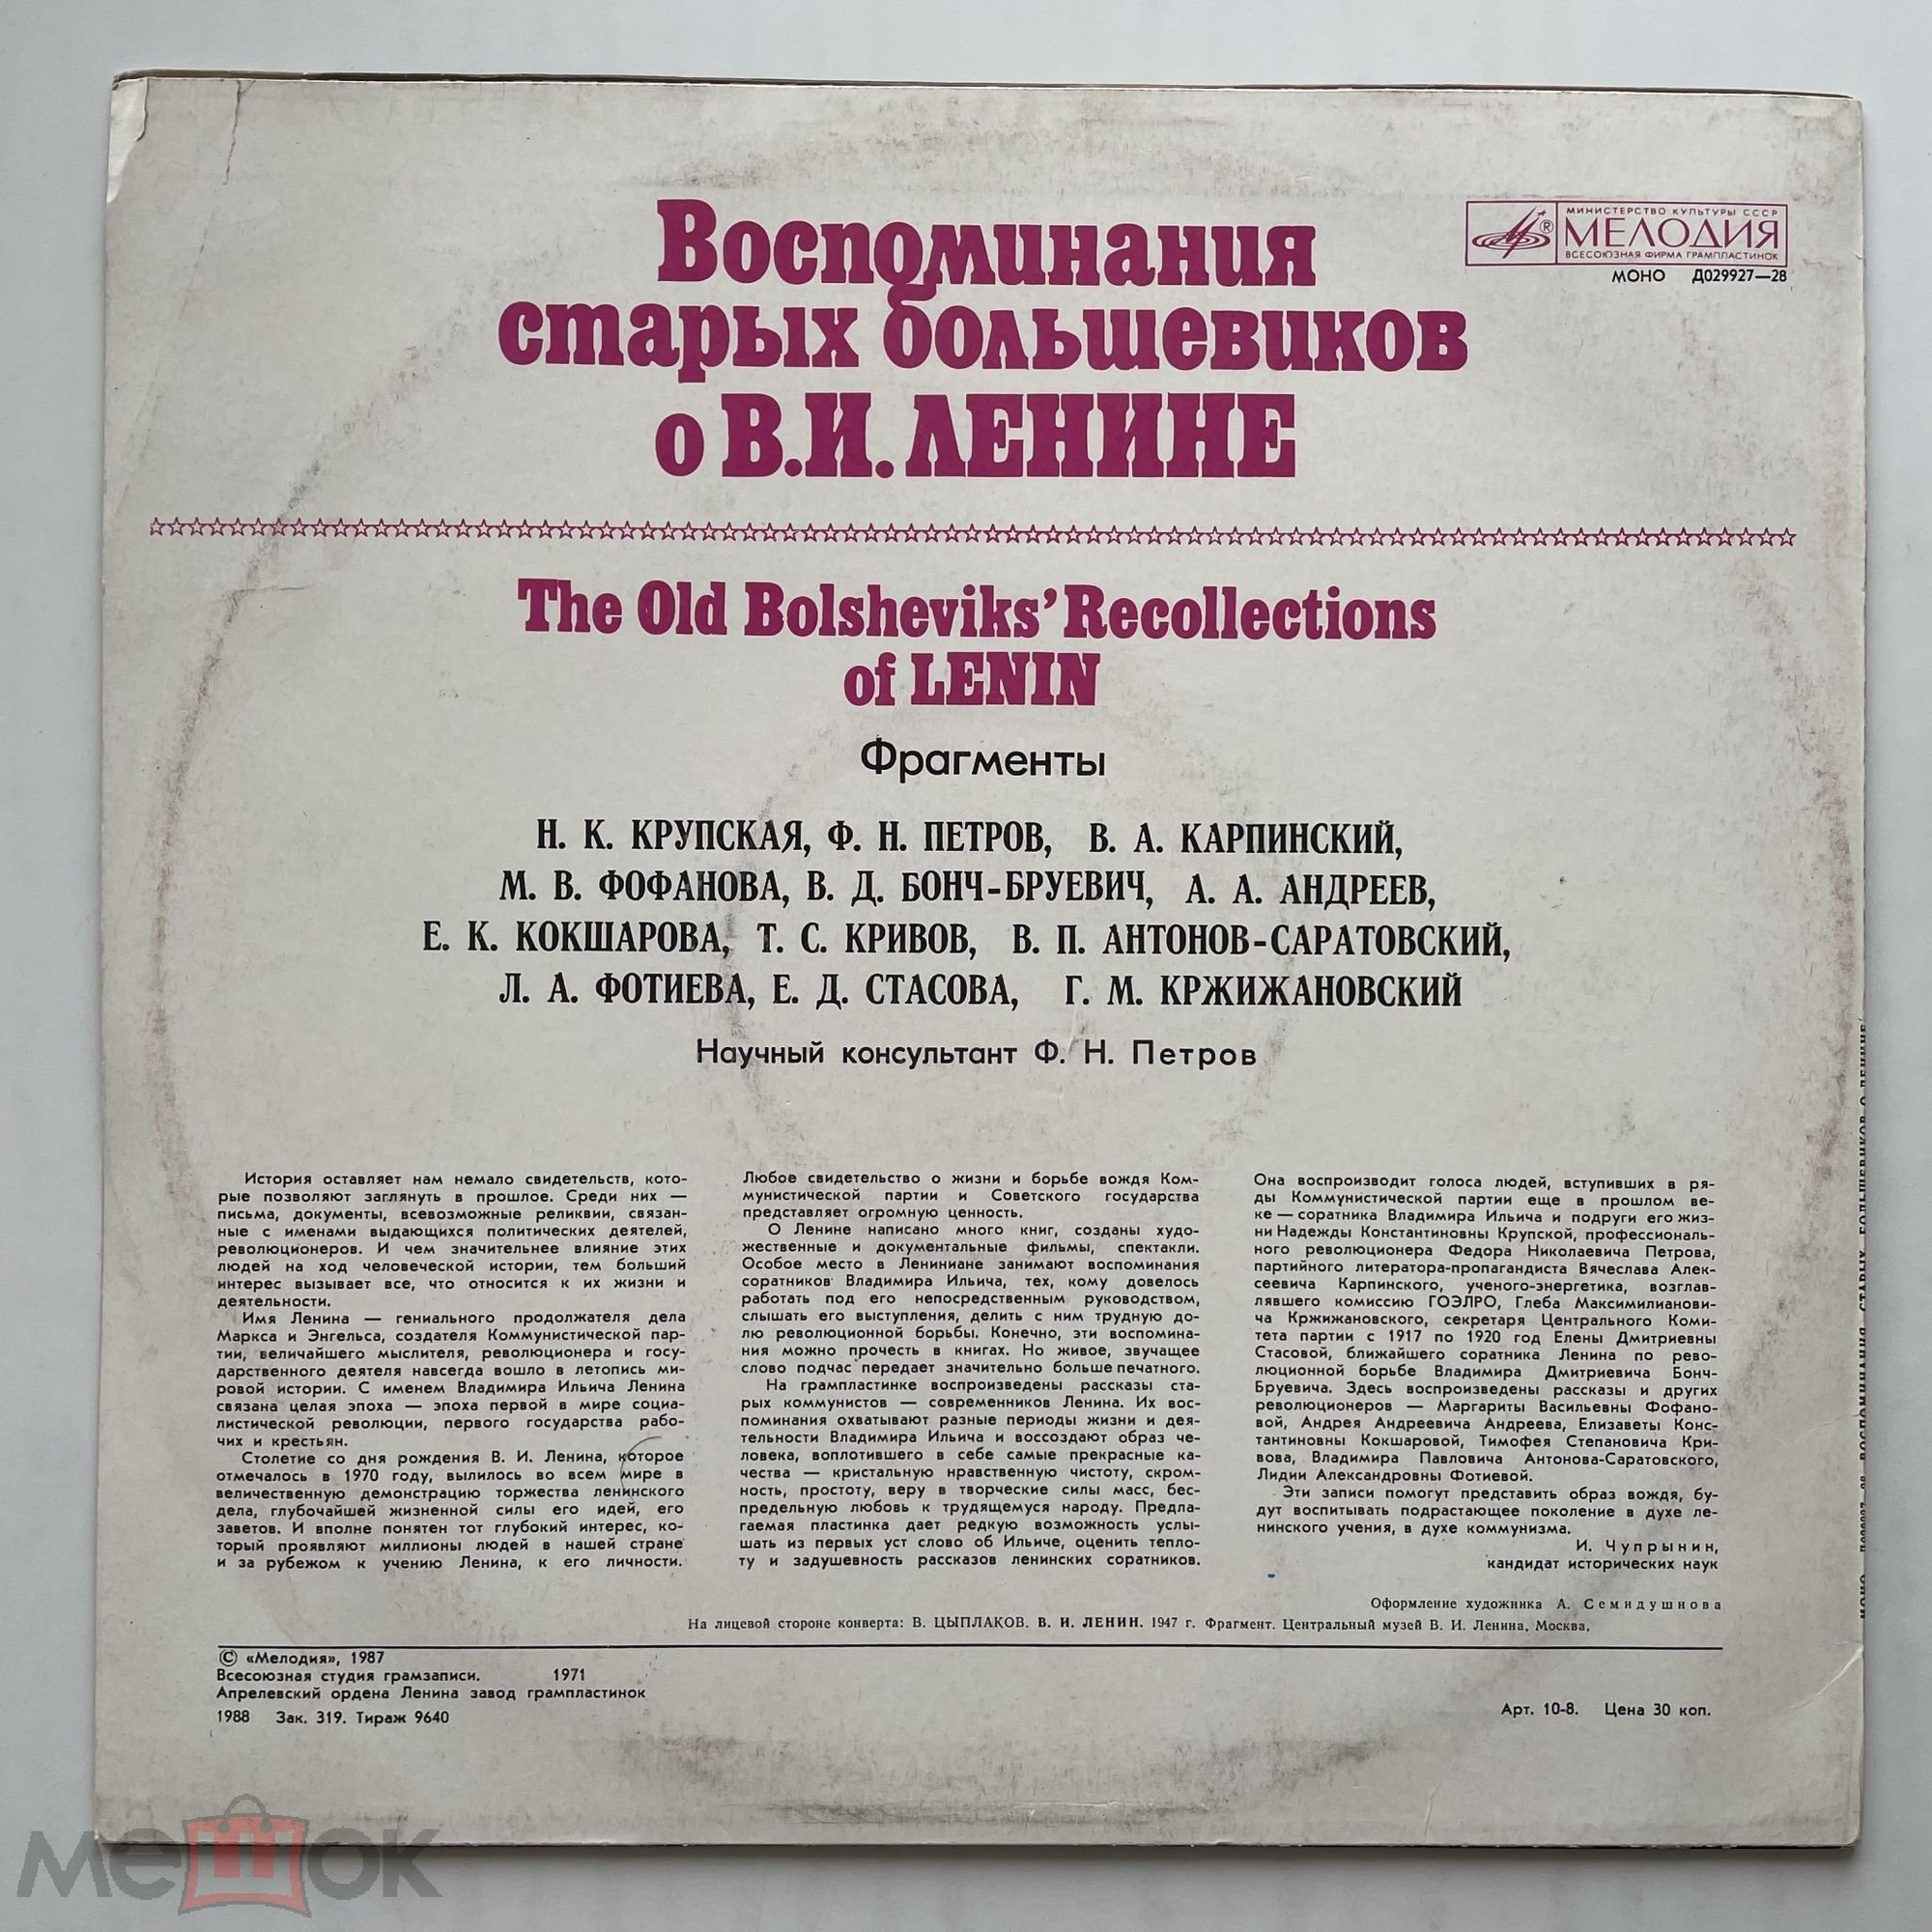 Воспоминания
старых большевиков
о В.И. ЛЕНИНЕ
МИНИСТЕРСТВО КУЛЬТУРЫ СССР
МЕЛОДИЯ
ВСЕСОЮЗНАЯ ФИРМА ГРАМПЛАСТИНОК
МОНО Д029927—28
The Old Bolsheviks' Recollections
of LENIN
Фрагменты
Н. К. КРУПСКАЯ, Ф. Н. ПЕТРОВ, В. А. КАРПИНСКИЙ,
М. В. ФОФАНОВА, В. Д. БОНЧ-БРУЕВИЧ, А. А. АНДРЕЕВ,
Е. К. КОКШАРОВА, Т. С. КРИВОВ, В. П. АНТОНОВ-САРАТОВСКИЙ,
Л. А. ФОТИЕВА, Е. Д. СТАСОВА, Г. М. КРЖИЖАНОВСКИЙ
Научный консультант Ф. Н. Петров
История оставляет нам немало свидетельств, кото-
рые позволяют заглянуть в прошлое. Среди них —
письма, документы, всевозможные реликвии, связан-
ные с именами выдающихся политических деятелей,
революционеров. И чем значительнее влияние этих
людей на ход человеческой истории, тем больший
интерес вызывает все, что относится к их жизни и
деятельности.
Имя Ленина — гениального продолжателя дела
Маркса и Энгельса, создателя Коммунистической пар-
тии, величайшего мыслителя, революционера и госу-
дарственного деятеля навсегда вошло в летопись ми-
ровой истории. С именем Владимира Ильича Ленина
связана целая эпоха — эпоха первой в мире социа-
листической революции, первого государства рабо-
чих и крестьян.
Столетие со дня рождения В. И. Ленина, которое
отмечалось в 1970 году, вылилось во всем мире в
величественную демонстрацию торжества ленинского
дела, глубочайшей жизненной силы его идей, его
заветов. И вполне понятен тот глубокий интерес, ко-
торый проявляют миллионы людей в нашей стране
и за рубежом к учению Ленина, к его личности.
Любое свидетельство о жизни и борьбе вождя Ком-
мунистической партии и Советского государства
представляет огромную ценность.
О Ленине написано много книг, созданы худо-
жественные и документальные фильмы, спектакли.
Особое место в Лениниане занимают воспоминания
соратников Владимира Ильича, тех, кому довелось
работать под его непосредственным руководством,
слышать его выступления, делить с ним трудную до-
лю революционной борьбы. Конечно, эти воспомина-
ния можно прочесть в книгах. Но живое, звучащее
слово подчас передает значительно больше печатного.
На грампластинке воспроизведены рассказы ста-
рых коммунистов — современников Ленина. Их вос-
поминания охватывают разные периоды жизни и дея-
тельности Владимира Ильича и воссоздают образ че-
ловека, воплотившего в себе самые прекрасные ка-
чества — кристальную нравственную чистоту, скром-
ность, простоту, веру в творческие силы масс, бес-
предельную любовь к трудящемуся народу. Предла-
гаемая пластинка дает редкую возможность услы-
шать из первых уст слово об Ильиче, оценить тепло-
ту и задушевность рассказов ленинских соратников.
Она воспроизводит голоса людей, вступивших в ря-
ды Коммунистической партии еще в прошлом ве-
ке — соратника Владимира Ильича и подруги его жиз-
ни Надежды Константиновны Крупской, профессиональ-
ного революционера Федора Николаевича Петрова,
партийного литератора-пропагандиста Вячеслава Алек-
сеевича Карпинского, ученого-энергетика, возглав-
лявшего комиссию ГОЭЛРО, Глеба Максимилианови-
ча Кржижановского, секретаря Центрального Коми-
тета партии с 1917 по 1920 год Елены Дмитриевны
Стасовой, ближайшего соратника Ленина по рево-
люционной борьбе Владимира Дмитриевича Бонч-
Бруевича. Здесь воспроизведены рассказы и других
революционеров — Маргариты Васильевны Фофано-
вой, Андрея Андреевича Андреева, Елизаветы Конс-
тантиновны Кокшаровой, Тимофея Степановича Кри-
вова, Владимира Павловича Антонова-Саратовского,
Лидии Александровны Фотиевой.
Эти записи помогут представить образ вождя, бу-
дут воспитывать подрастающее поколение в духе ле-
нинского учения, в духе коммунизма.
И. Чупрынин,
кандидат исторических наук
Оформление художника А. Семидушнова
На лицевой стороне конверта: В. ЦЫПЛАКОВ. В. И. ЛЕНИН. 1947 г. Фрагмент. Центральный музей В. И. Ленина, Москва.
© «Мелодия», 1987
Всесоюзная студия грамзаписи. 1971
Апрелевский ордена Ленина завод грампластинок
1988 Зак. 319. Тираж 9640
Арт. 10-8. Цена 30 коп.
мешок